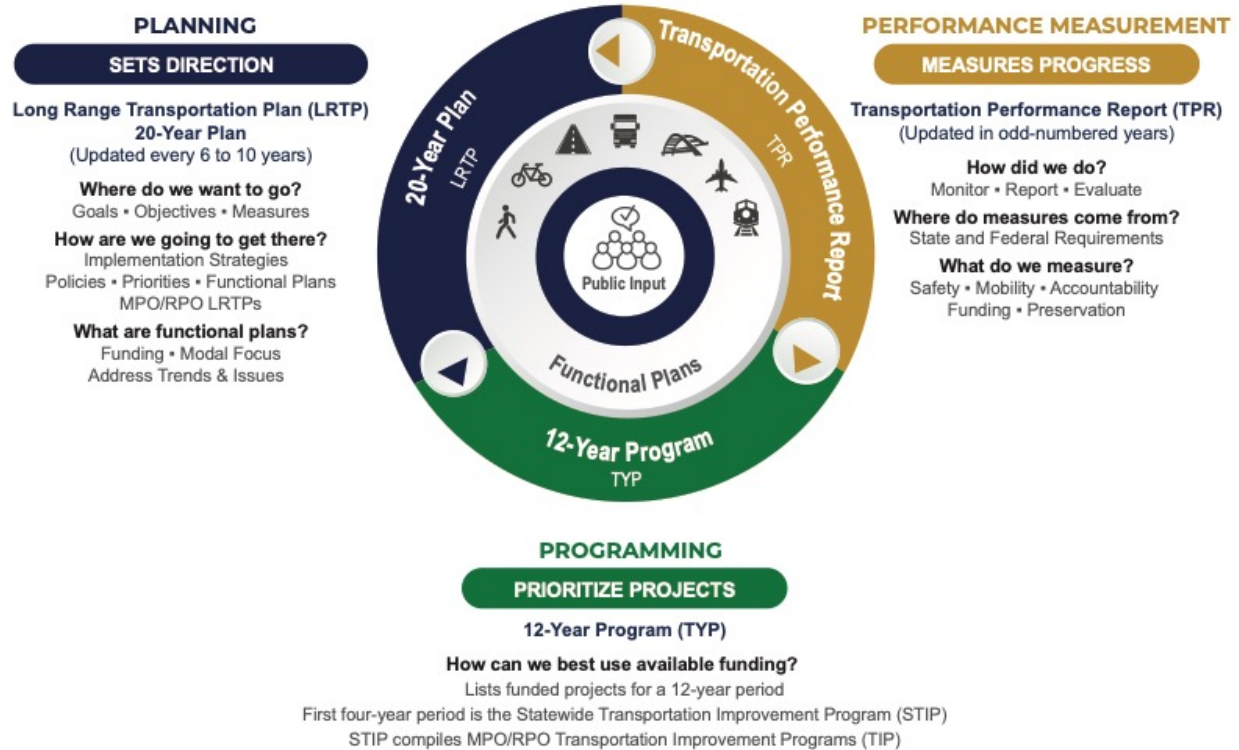 PLANNING
SETS DIRECTION
Long Range Transportation Plan (LRTP)
20-Year Plan
(Updated every 6 to 10 years)
Where do we want to go?
Goals ▪ Objectives ▪ Measures
How are we going to get there?
Implementation Strategies
Policies ▪ Priorities ▪ Functional Plans
MPO/RPO LRTPs
What are functional plans?
Funding ▪ Modal Focus
Address Trends & Issues
20-Year Plan
LRTP
Transportation Performance Report
TPR
Public Input
Functional Plans
12-Year Program
TYP
PERFORMANCE MEASUREMENT
MEASURES PROGRESS
Transportation Performance Report (TPR)
(Updated in odd-numbered years)
How did we do?
Monitor ▪ Report ▪ Evaluate
Where do measures come from?
State and Federal Requirements
What do we measure?
Safety ▪ Mobility ▪ Accountability
Funding ▪ Preservation
PROGRAMMING
PRIORITIZE PROJECTS
12-Year Program (TYP)
How can we best use available funding?
Lists funded projects for a 12-year period
First four-year period is the Statewide Transportation Improvement Program (STIP)
STIP compiles MPO/RPO Transportation Improvement Programs (TIP)